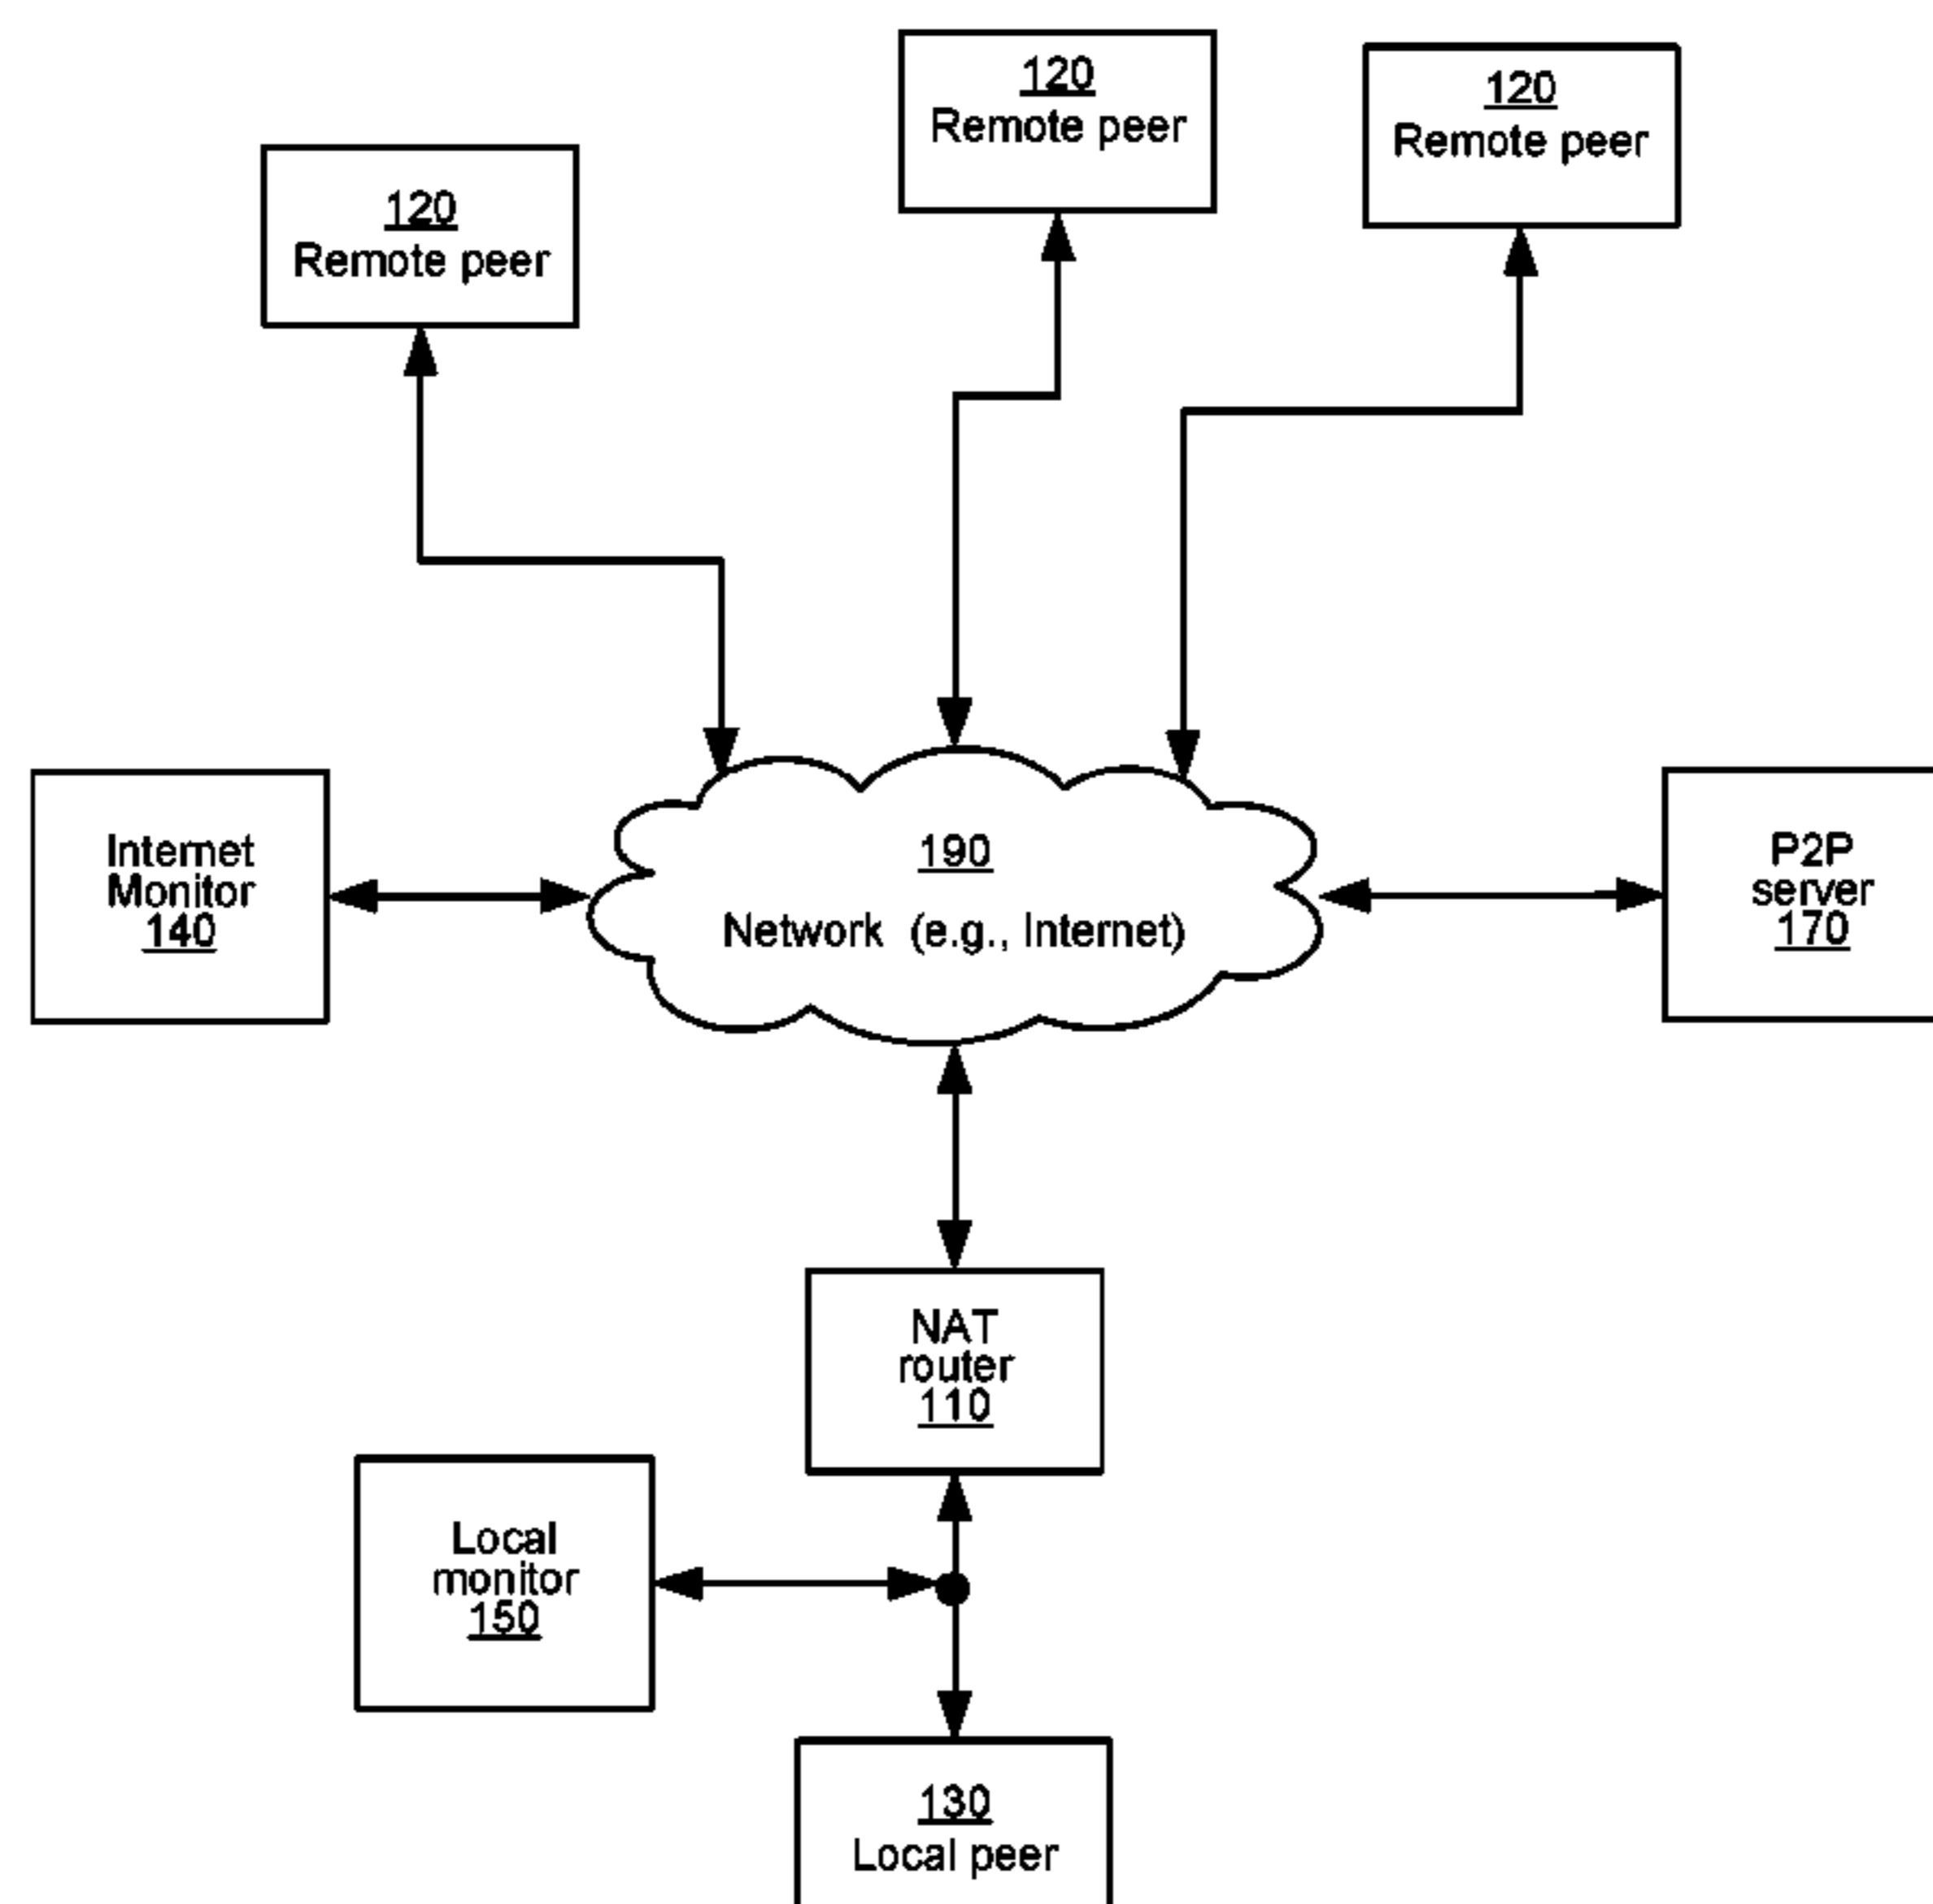 120
Remote peer
120
Remote peer
120
Remote peer
Internet
Monitor
140
190
Network (e.g., Internet)
P2P
server
170
NAT
router
110
Local
monitor
150
130
Local peer